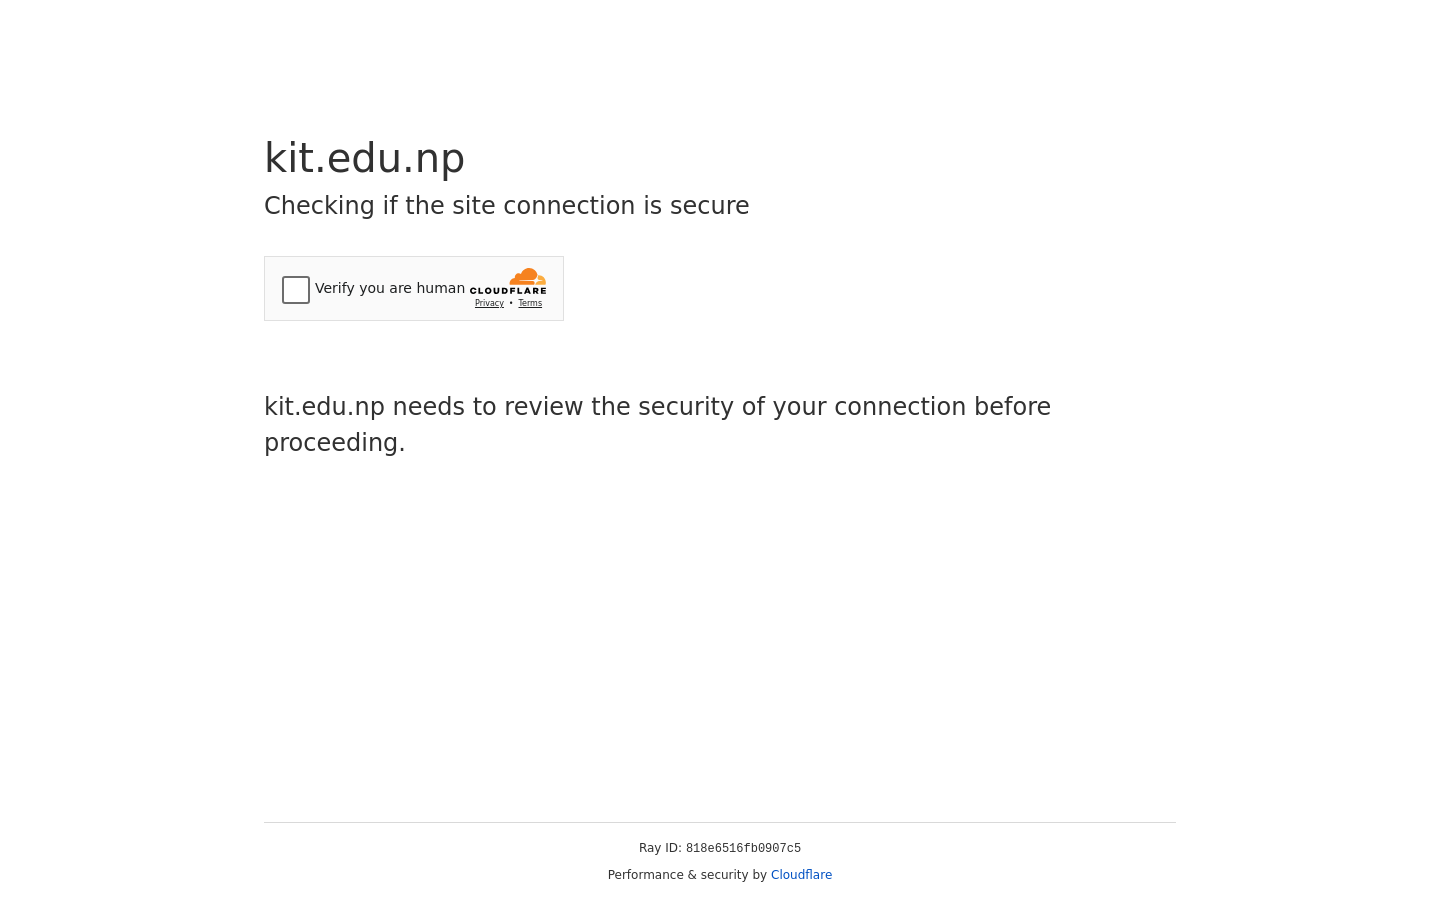 kit.edu.np
Checking if the site connection is secure
Verify you are human
CLOUDFLARE
Privacy • Terms
kit.edu.np needs to review the security of your connection before
proceeding.
Ray ID: 818e6516fb0907c5
Performance & security by Cloudflare